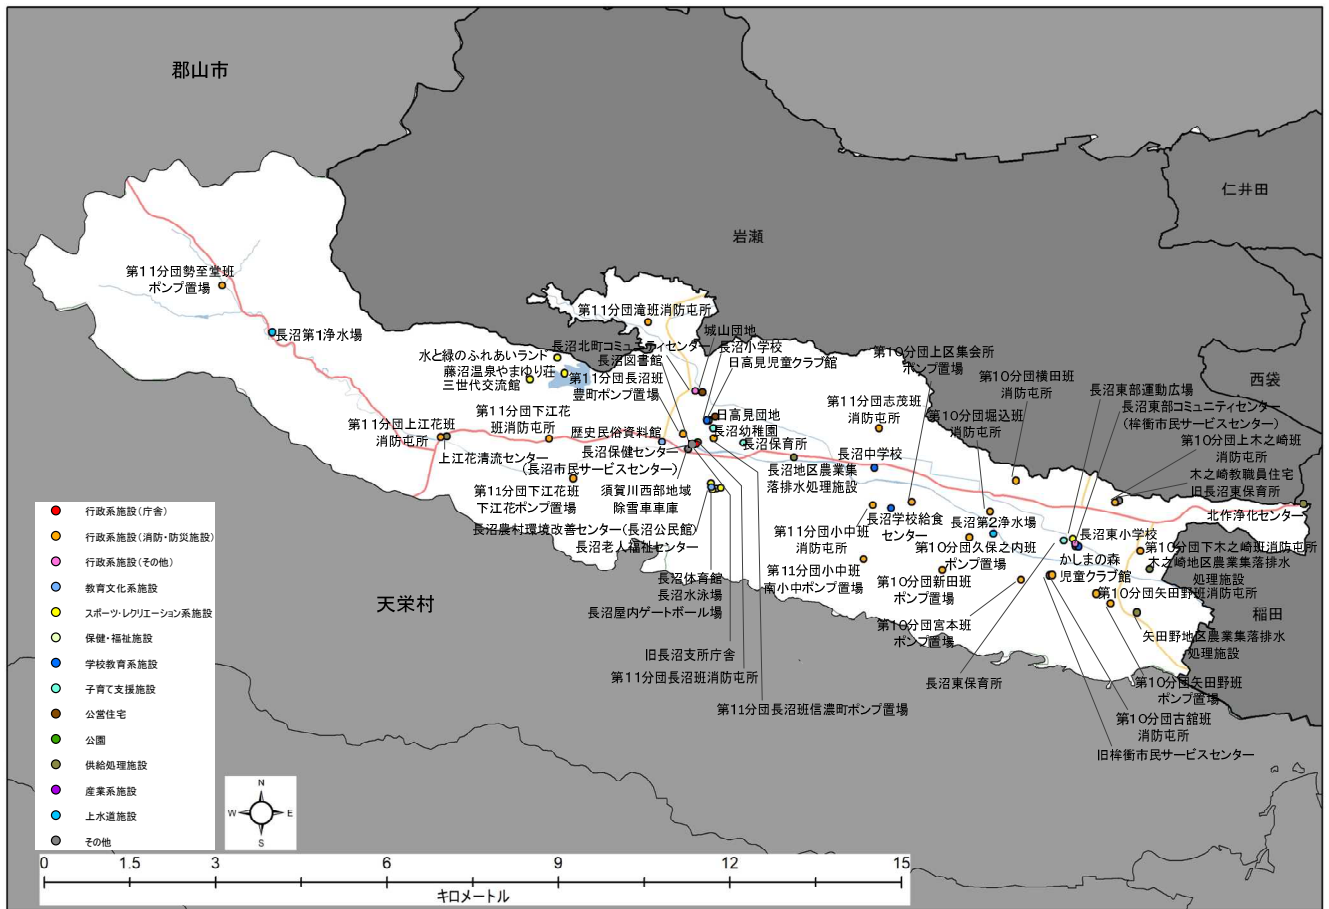 郡山市
仁井田
岩瀬
西袋
稲田
天栄村
第11分団勢至堂班
ポンプ置場
長沼第1浄水場
第11分団滝班消防屯所
城山団地
長沼北町コミュニティセンター
長沼小学校
長沼図書館
日高見児童クラブ館
水と緑のふれあいランド
藤沼温泉やまゆり荘
三世代交流館
第11分団長沼班
豊町ポンプ置場
第10分団上区集会所
ポンプ置場
第10分団横田班
消防屯所
長沼東部運動広場
長沼東部コミュニティセンター
(桙衝市民サービスセンター)
第10分団上木之崎班
消防屯所
木之崎教職員住宅
旧長沼東保育所
北作浄化センター
第11分団志茂班
消防屯所
第10分団堀込班
消防屯所
第11分団上江花班
消防屯所
第11分団下江花
班消防屯所
歴史民俗資料館
日高見団地
長沼幼稚園
長沼保育所
上江花清流センター
長沼保健センター
(長沼市民サービスセンター)
長沼地区農業集
落排水処理施設
長沼中学校
第11分団下江花班
下江花ポンプ置場
須賀川西部地域
除雪車車庫
長沼農村環境改善センター(長沼公民館)
長沼老人福祉センター
長沼体育館
長沼水泳場
長沼屋内ゲートボール場
旧長沼支所庁舎
第11分団長沼班消防屯所
第11分団長沼班信濃町ポンプ置場
第11分団小中班
消防屯所
長沼学校給食
センター
長沼第2浄水場
第10分団久保之内班
ポンプ置場
第11分団小中班
南小中ポンプ置場
第10分団新田班
ポンプ置場
第10分団宮本班
ポンプ置場
長沼東保育所
長沼東小学校
かしまの森
児童クラブ館
第10分団下木之崎班消防屯所
木之崎地区農業集落排水
処理施設
第10分団矢田野班消防屯所
矢田野地区農業集落排水
処理施設
第10分団矢田野班
ポンプ置場
第10分団古舘班
消防屯所
旧桙衝市民サービスセンター
行政系施設(庁舎)
行政系施設(消防・防災施設)
行政系施設(その他)
教育文化系施設
スポーツ・レクリエーション系施設
保健・福祉施設
学校教育系施設
子育て支援施設
公営住宅
公園
供給処理施設
産業系施設
上水道施設
その他
N
W
E
S
0 1.5 3 6 9 12 15
キロメートル